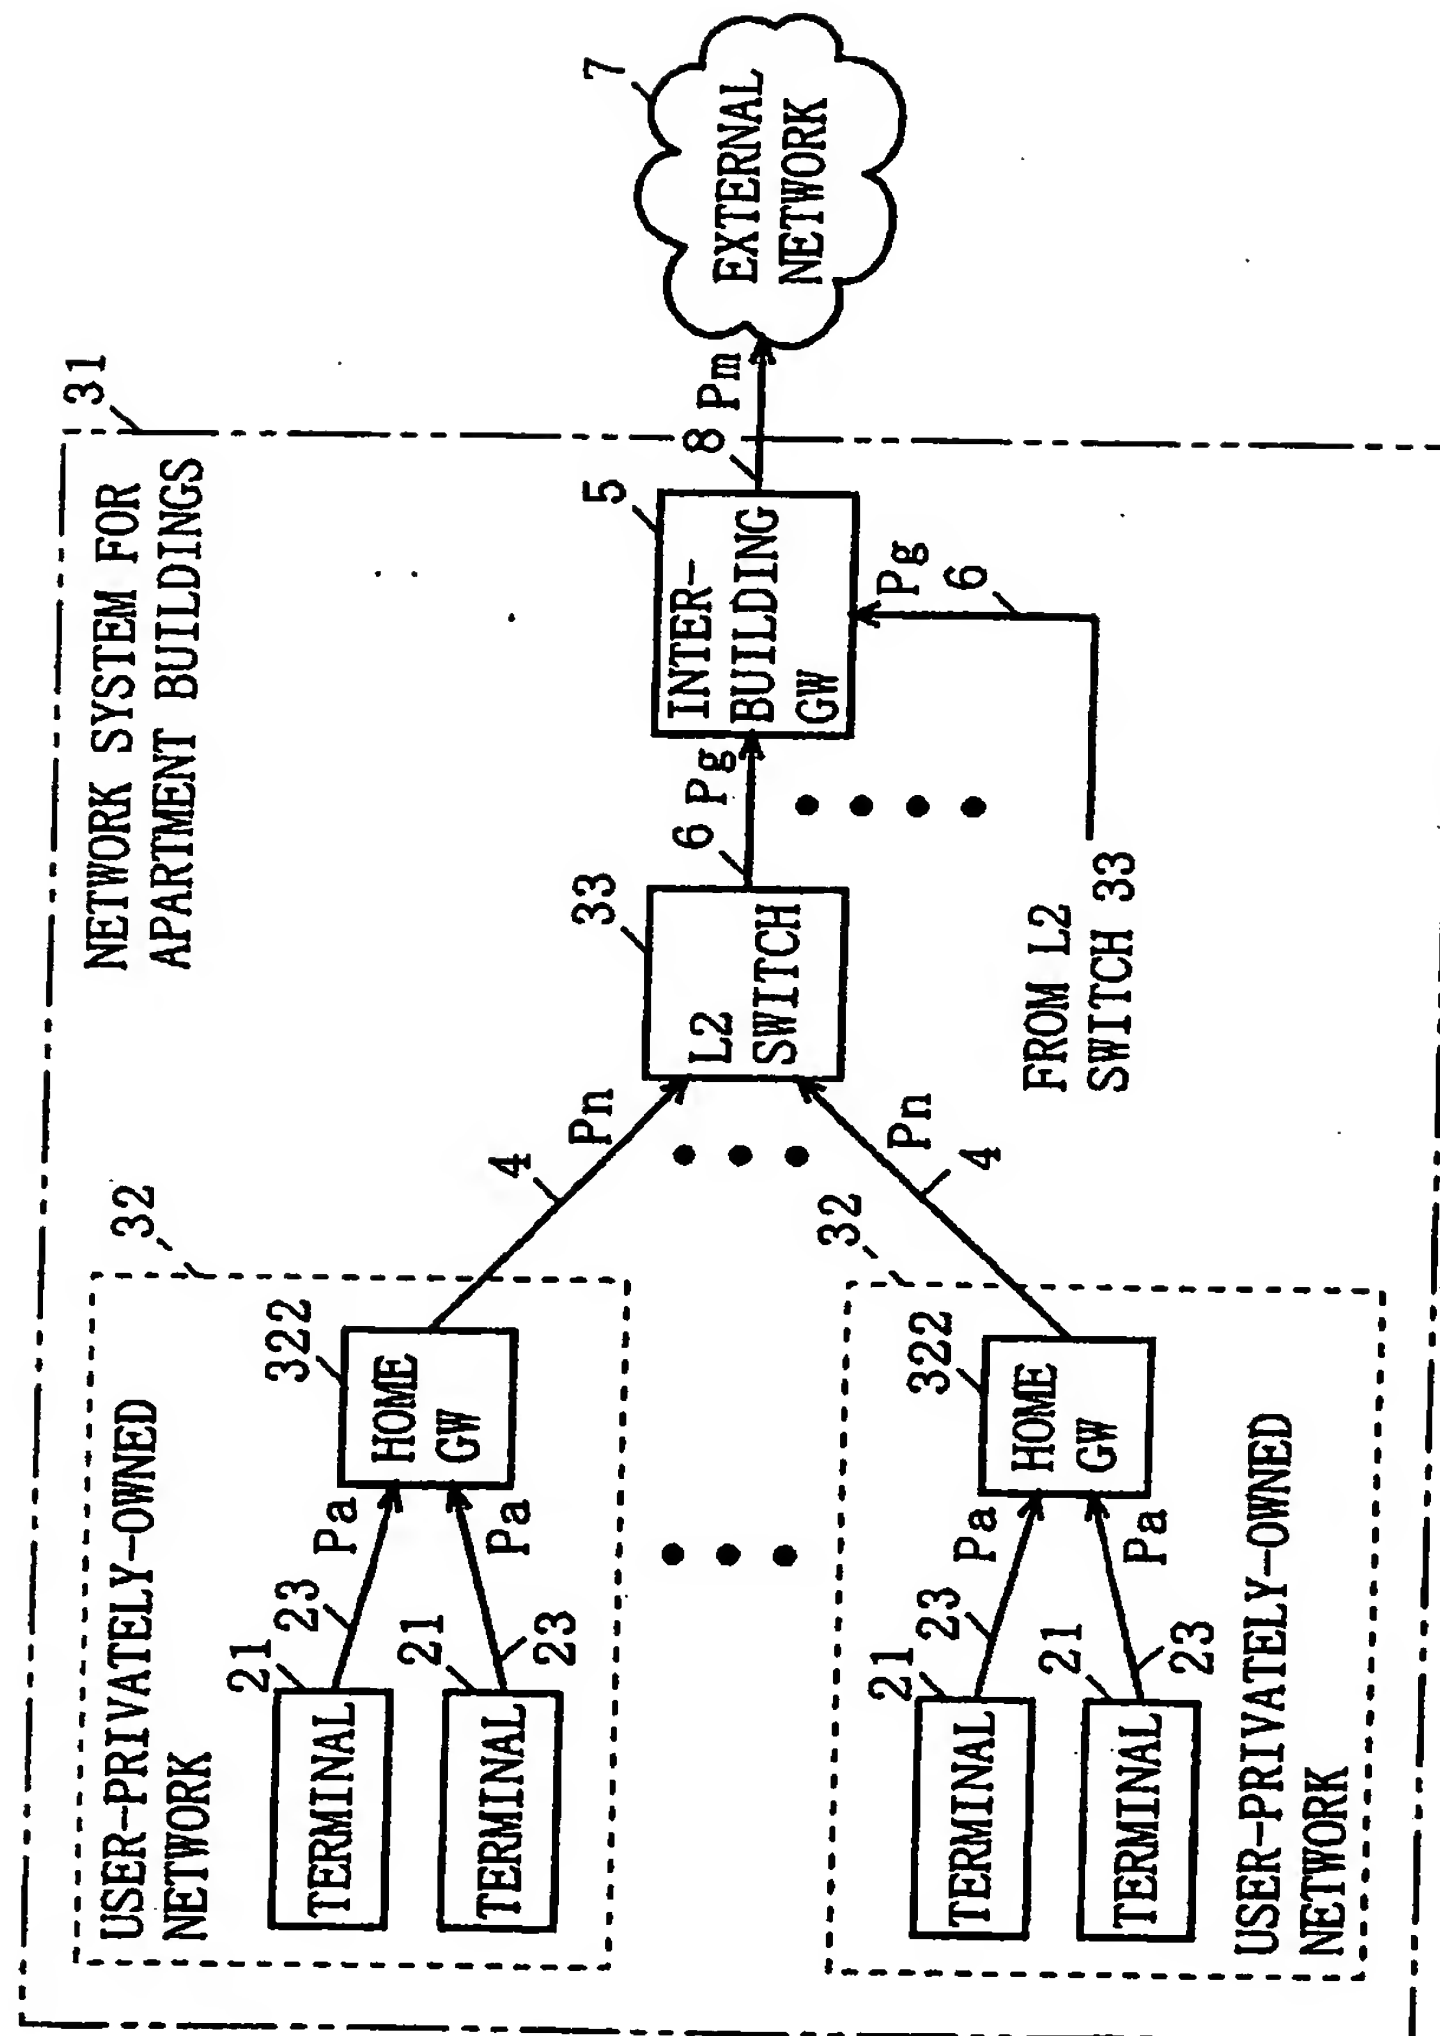 31
NETWORK SYSTEM FOR
APARTMENT BUILDINGS
32
USER-PRIVATELY-OWNED
NETWORK
21
TERMINAL
23
Pa
322
HOME
GW
21
TERMINAL
23
Pa
4
Pn
33
L2
SWITCH
6
Pg
5
INTER-
BUILDING
GW
8
Pm
7
EXTERNAL
NETWORK
Pg
6
FROM L2
SWITCH 33
32
21
TERMINAL
23
Pa
322
HOME
GW
21
TERMINAL
23
Pa
4
Pn
USER-PRIVATELY-OWNED
NETWORK